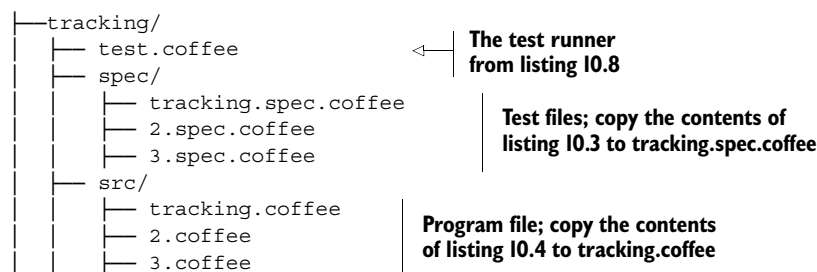 ├──tracking/
│ ├── test.coffee
The test runner
from listing 10.8
│ ├── spec/
│ │ ├── tracking.spec.coffee
│ │ ├── 2.spec.coffee
│ │ ├── 3.spec.coffee
Test files; copy the contents of
listing 10.3 to tracking.spec.coffee
│ ├── src/
│ │ ├── tracking.coffee
│ │ ├── 2.coffee
│ │ ├── 3.coffee
Program file; copy the contents
of listing 10.4 to tracking.coffee